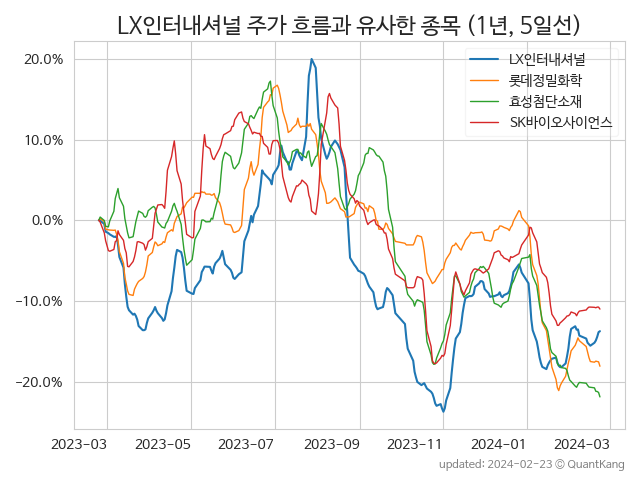 LX인터내셔널 주가 흐름과 유사한 종목 (1년, 5일선)
LX인터내셔널
롯데정밀화학
효성첨단소재
SK바이오사이언스
20.0%
10.0%
0.0%
−10.0%
−20.0%
2023-03 2023-05 2023-07 2023-09 2023-11 2024-01 2024-03
updated: 2024-02-23 © QuantKang